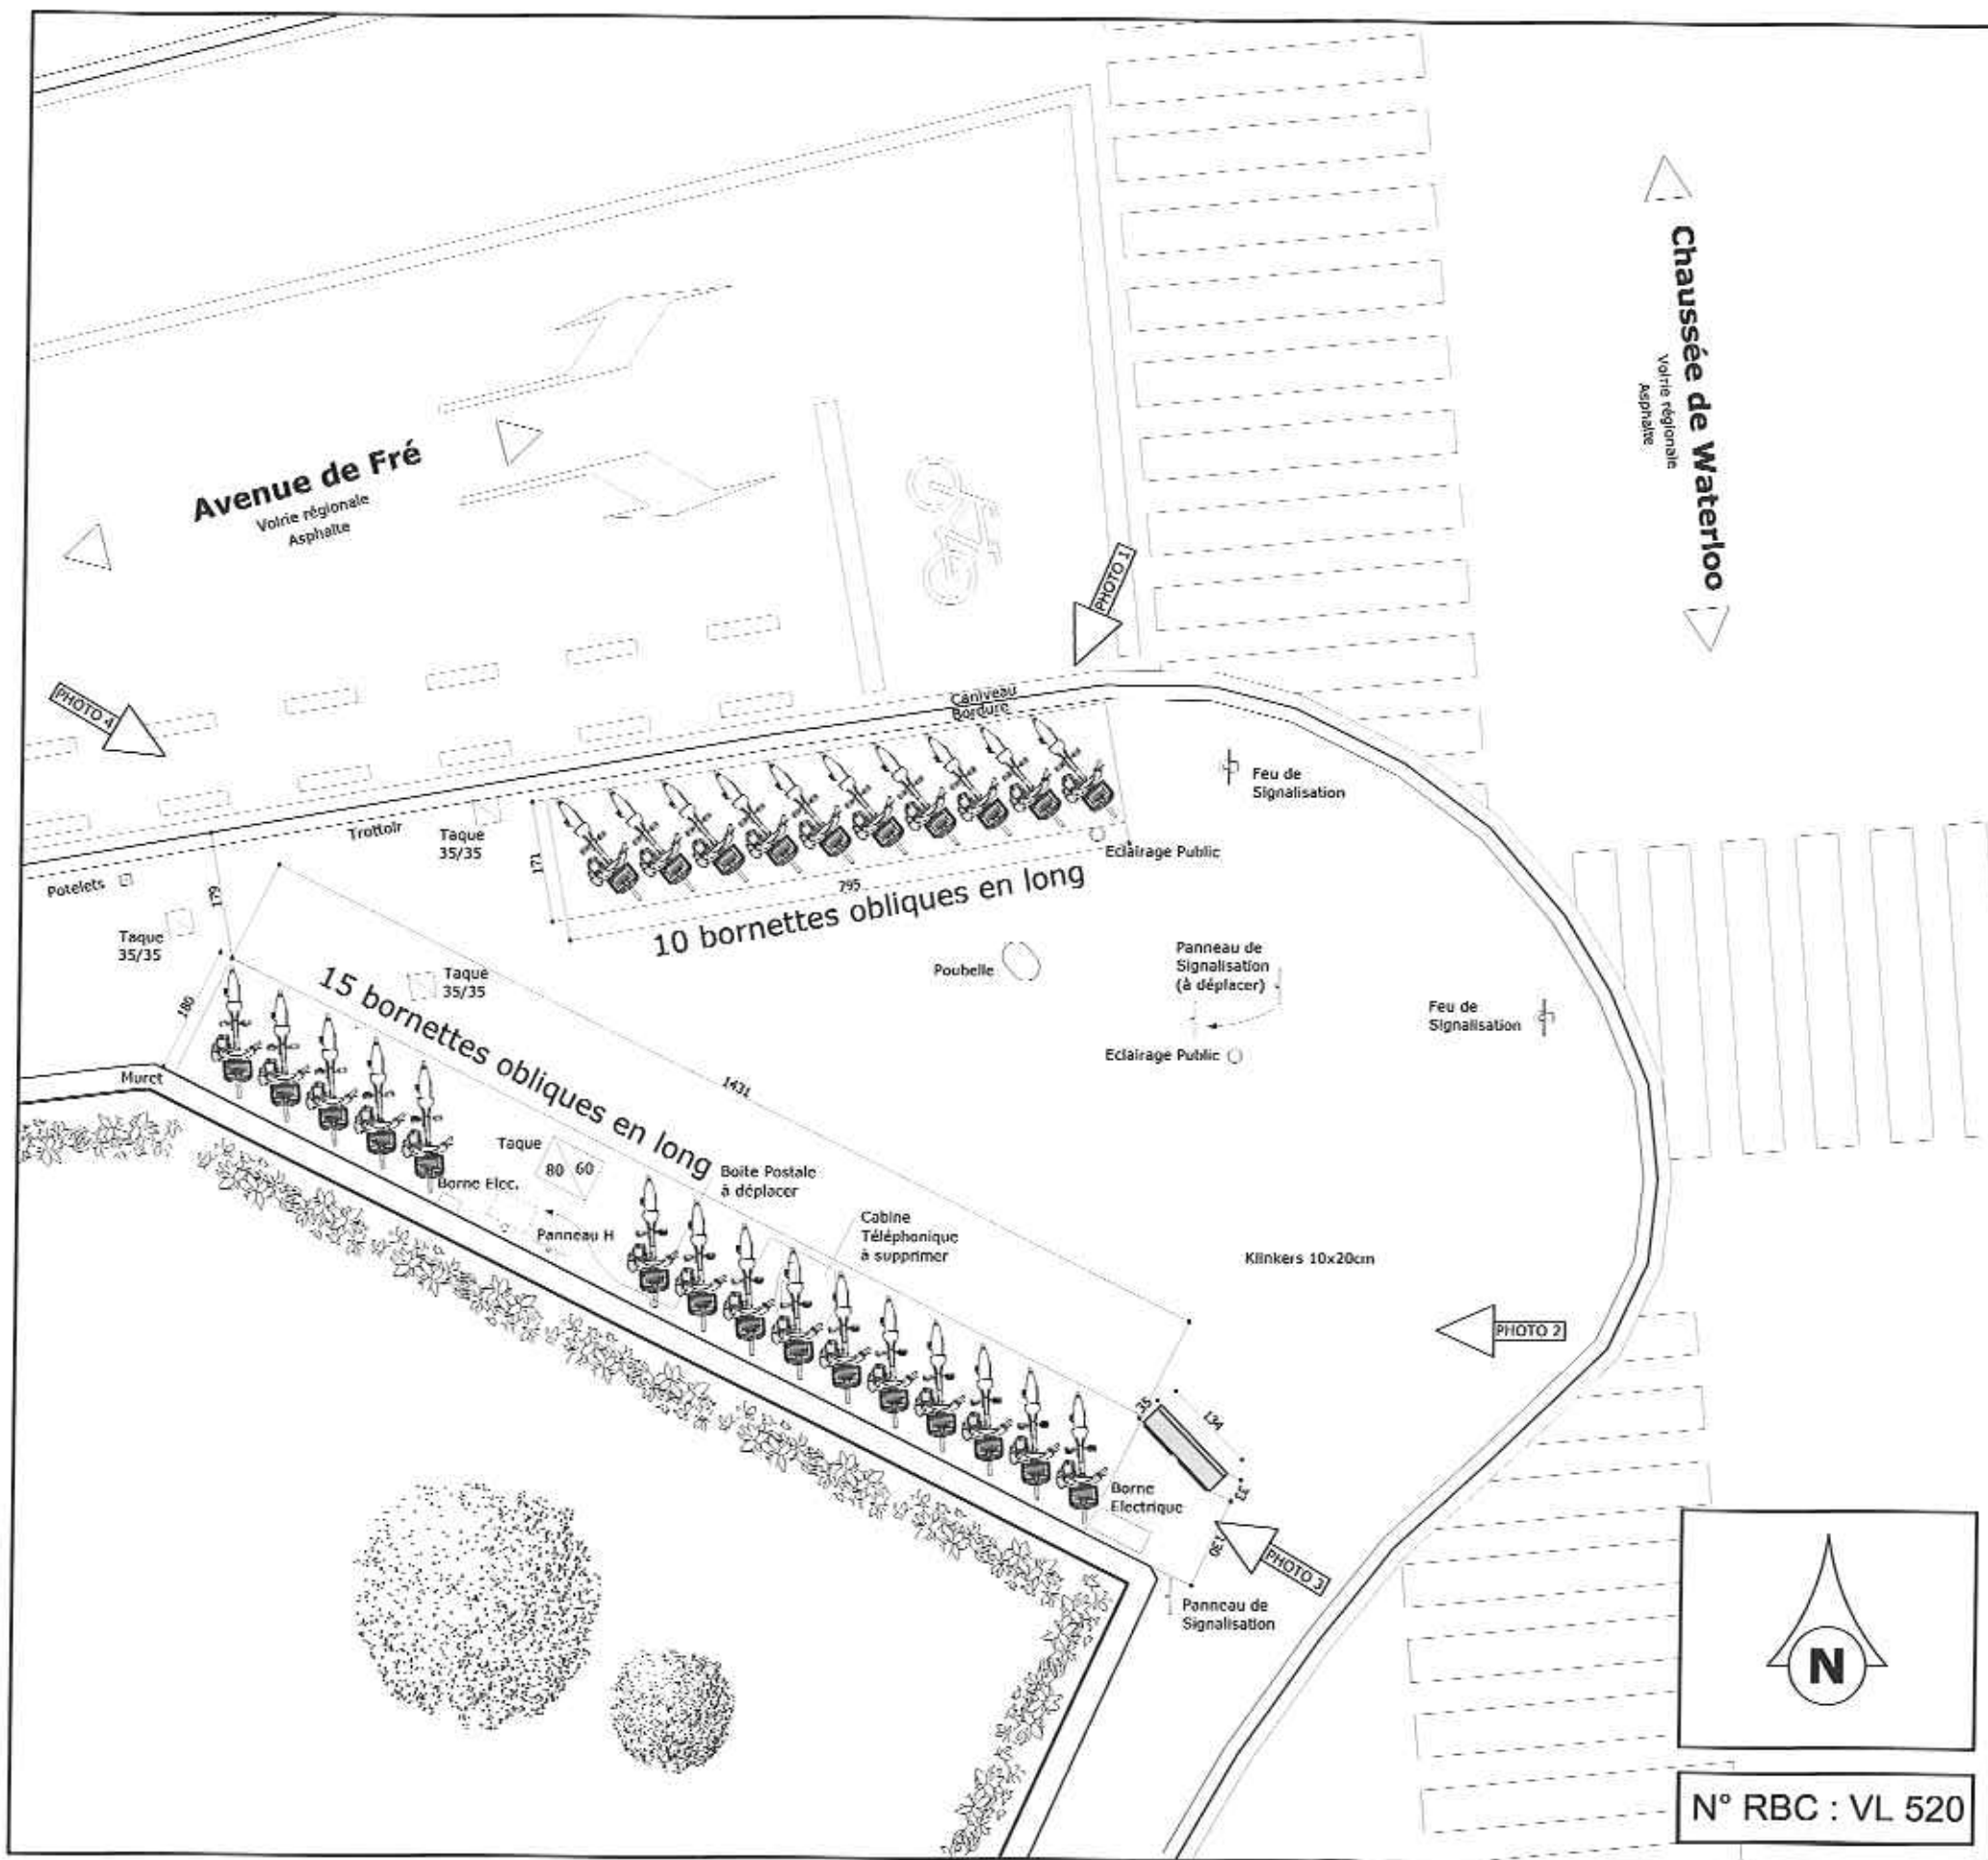 Chaussée de Waterloo
Voirie régionale
Asphalte
Avenue de Fré
Voirie régionale
Asphalte
PHOTO 1
PHOTO 4
Caniveau
Bordure
Feu de
Signalisation
Trottoir
Taque
35/35
Eclairage Public
Potelets
171
795
10 bornettes obliques en long
179
Taque
35/35
Poubelle
Panneau de
Signalisation
(à déplacer)
Taque
35/35
180
15 bornettes obliques en long
Feu de
Signalisation
Eclairage Public
Muret
1431
Taque
80 60
Borne Elec.
Boite Postale
à déplacer
Panneau H
Cabine
Téléphonique
à supprimer
Klinkers 10x20cm
PHOTO 2
35
134
Borne
Electrique
33
130
PHOTO 3
Panneau de
Signalisation
N
N° RBC : VL 520